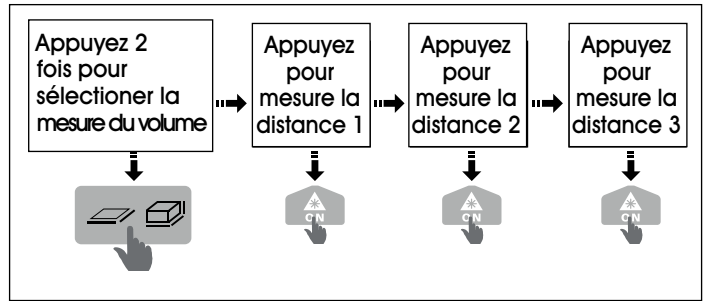 Appuyez 2
fois pour
sélectioner la
mesure du volume
Appuyez
pour
mesure la
distance 1
Appuyez
pour
mesure la
distance 2
Appuyez
pour
mesure la
distance 3
ON
ON
ON